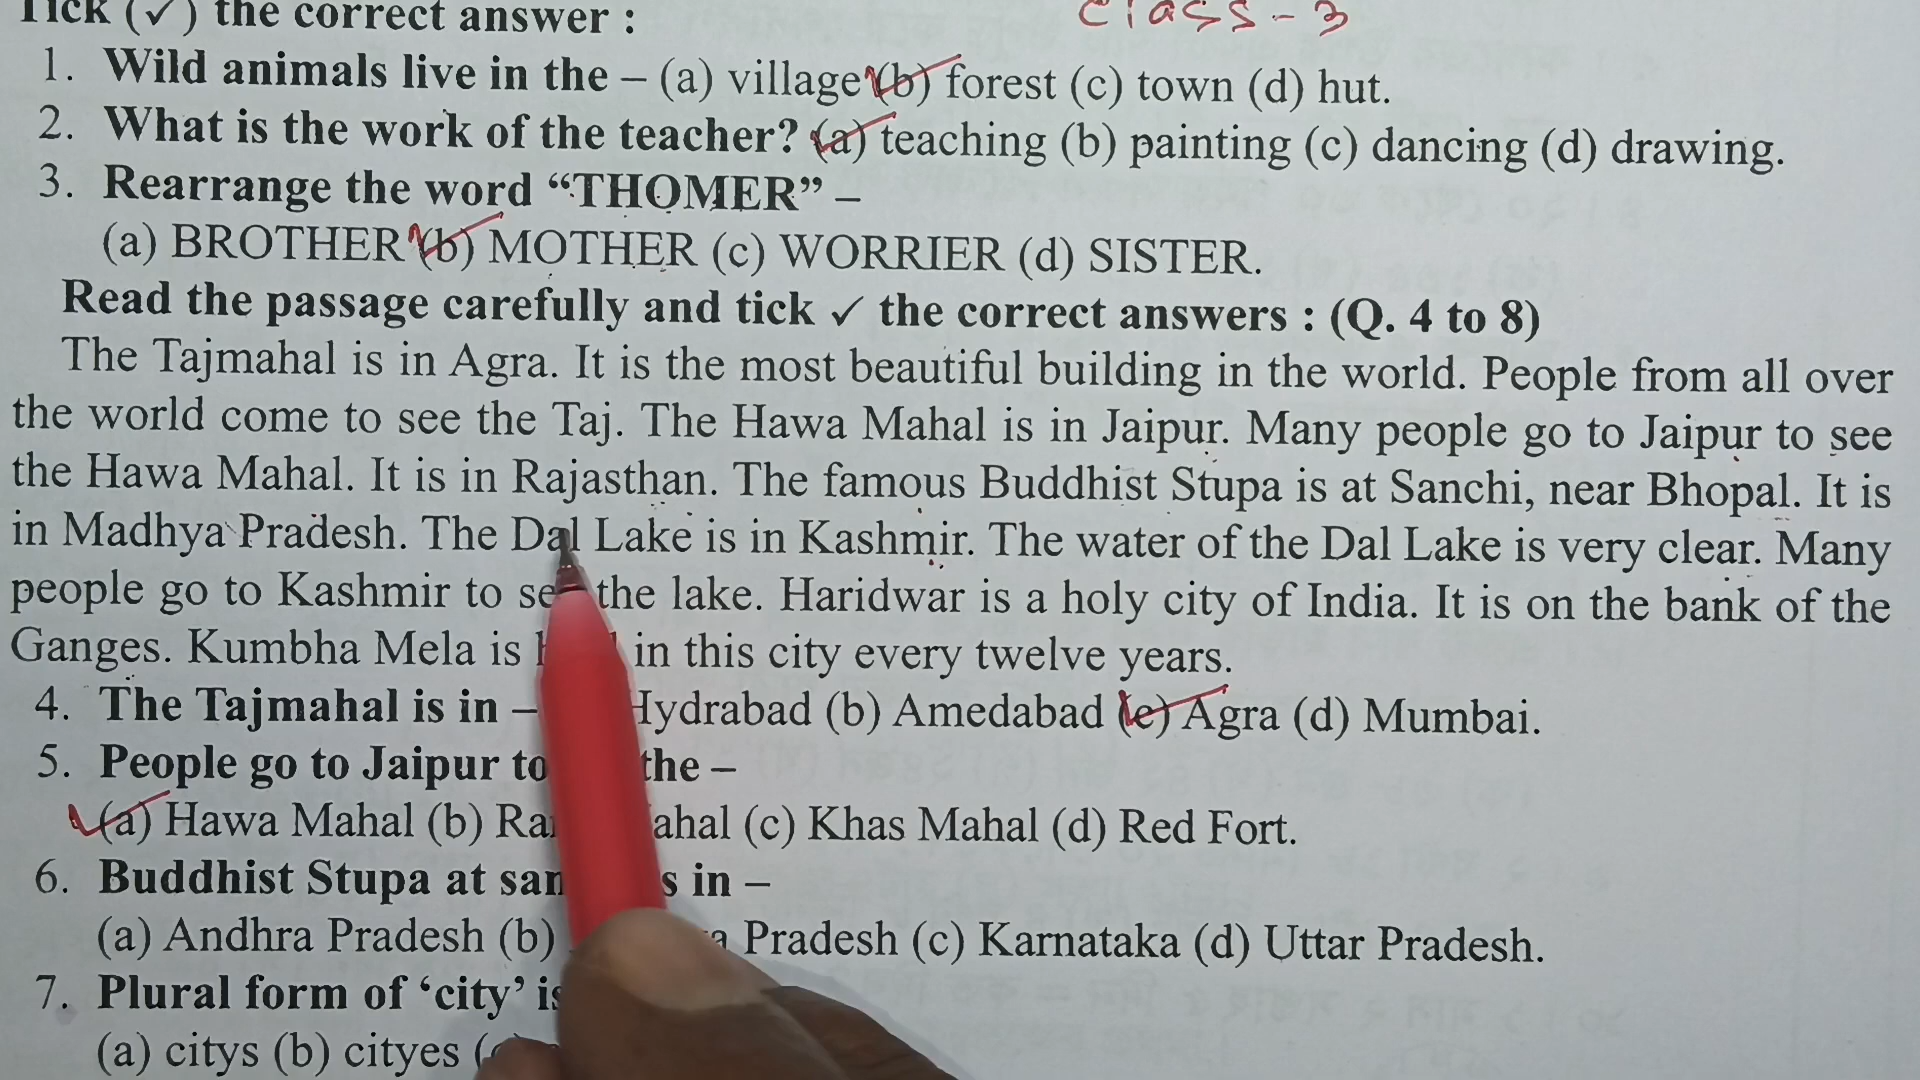 Tick (✓) the correct answer :
Class - 3
1. Wild animals live in the – (a) village (b) forest (c) town (d) hut.
2. What is the work of the teacher? (a) teaching (b) painting (c) dancing (d) drawing.
3. Rearrange the word “THOMER” –
(a) BROTHER (b) MOTHER (c) WORRIER (d) SISTER.
Read the passage carefully and tick ✓ the correct answers : (Q. 4 to 8)
The Tajmahal is in Agra. It is the most beautiful building in the world. People from all over
the world come to see the Taj. The Hawa Mahal is in Jaipur. Many people go to Jaipur to see
the Hawa Mahal. It is in Rajasthan. The famous Buddhist Stupa is at Sanchi, near Bhopal. It is
in Madhya Pradesh. The Dal Lake is in Kashmir. The water of the Dal Lake is very clear. Many
people go to Kashmir to see the lake. Haridwar is a holy city of India. It is on the bank of the
Ganges. Kumbha Mela is in this city every twelve years.
4. The Tajmahal is in – Hydrabad (b) Amedabad (c) Agra (d) Mumbai.
5. People go to Jaipur to the –
(a) Hawa Mahal (b) (c) Khas Mahal (d) Red Fort.
6. Buddhist Stupa at in –
(a) Andhra Pradesh (b) Pradesh (c) Karnataka (d) Uttar Pradesh.
7. Plural form of ‘city’ is
(a) citys (b) cityes